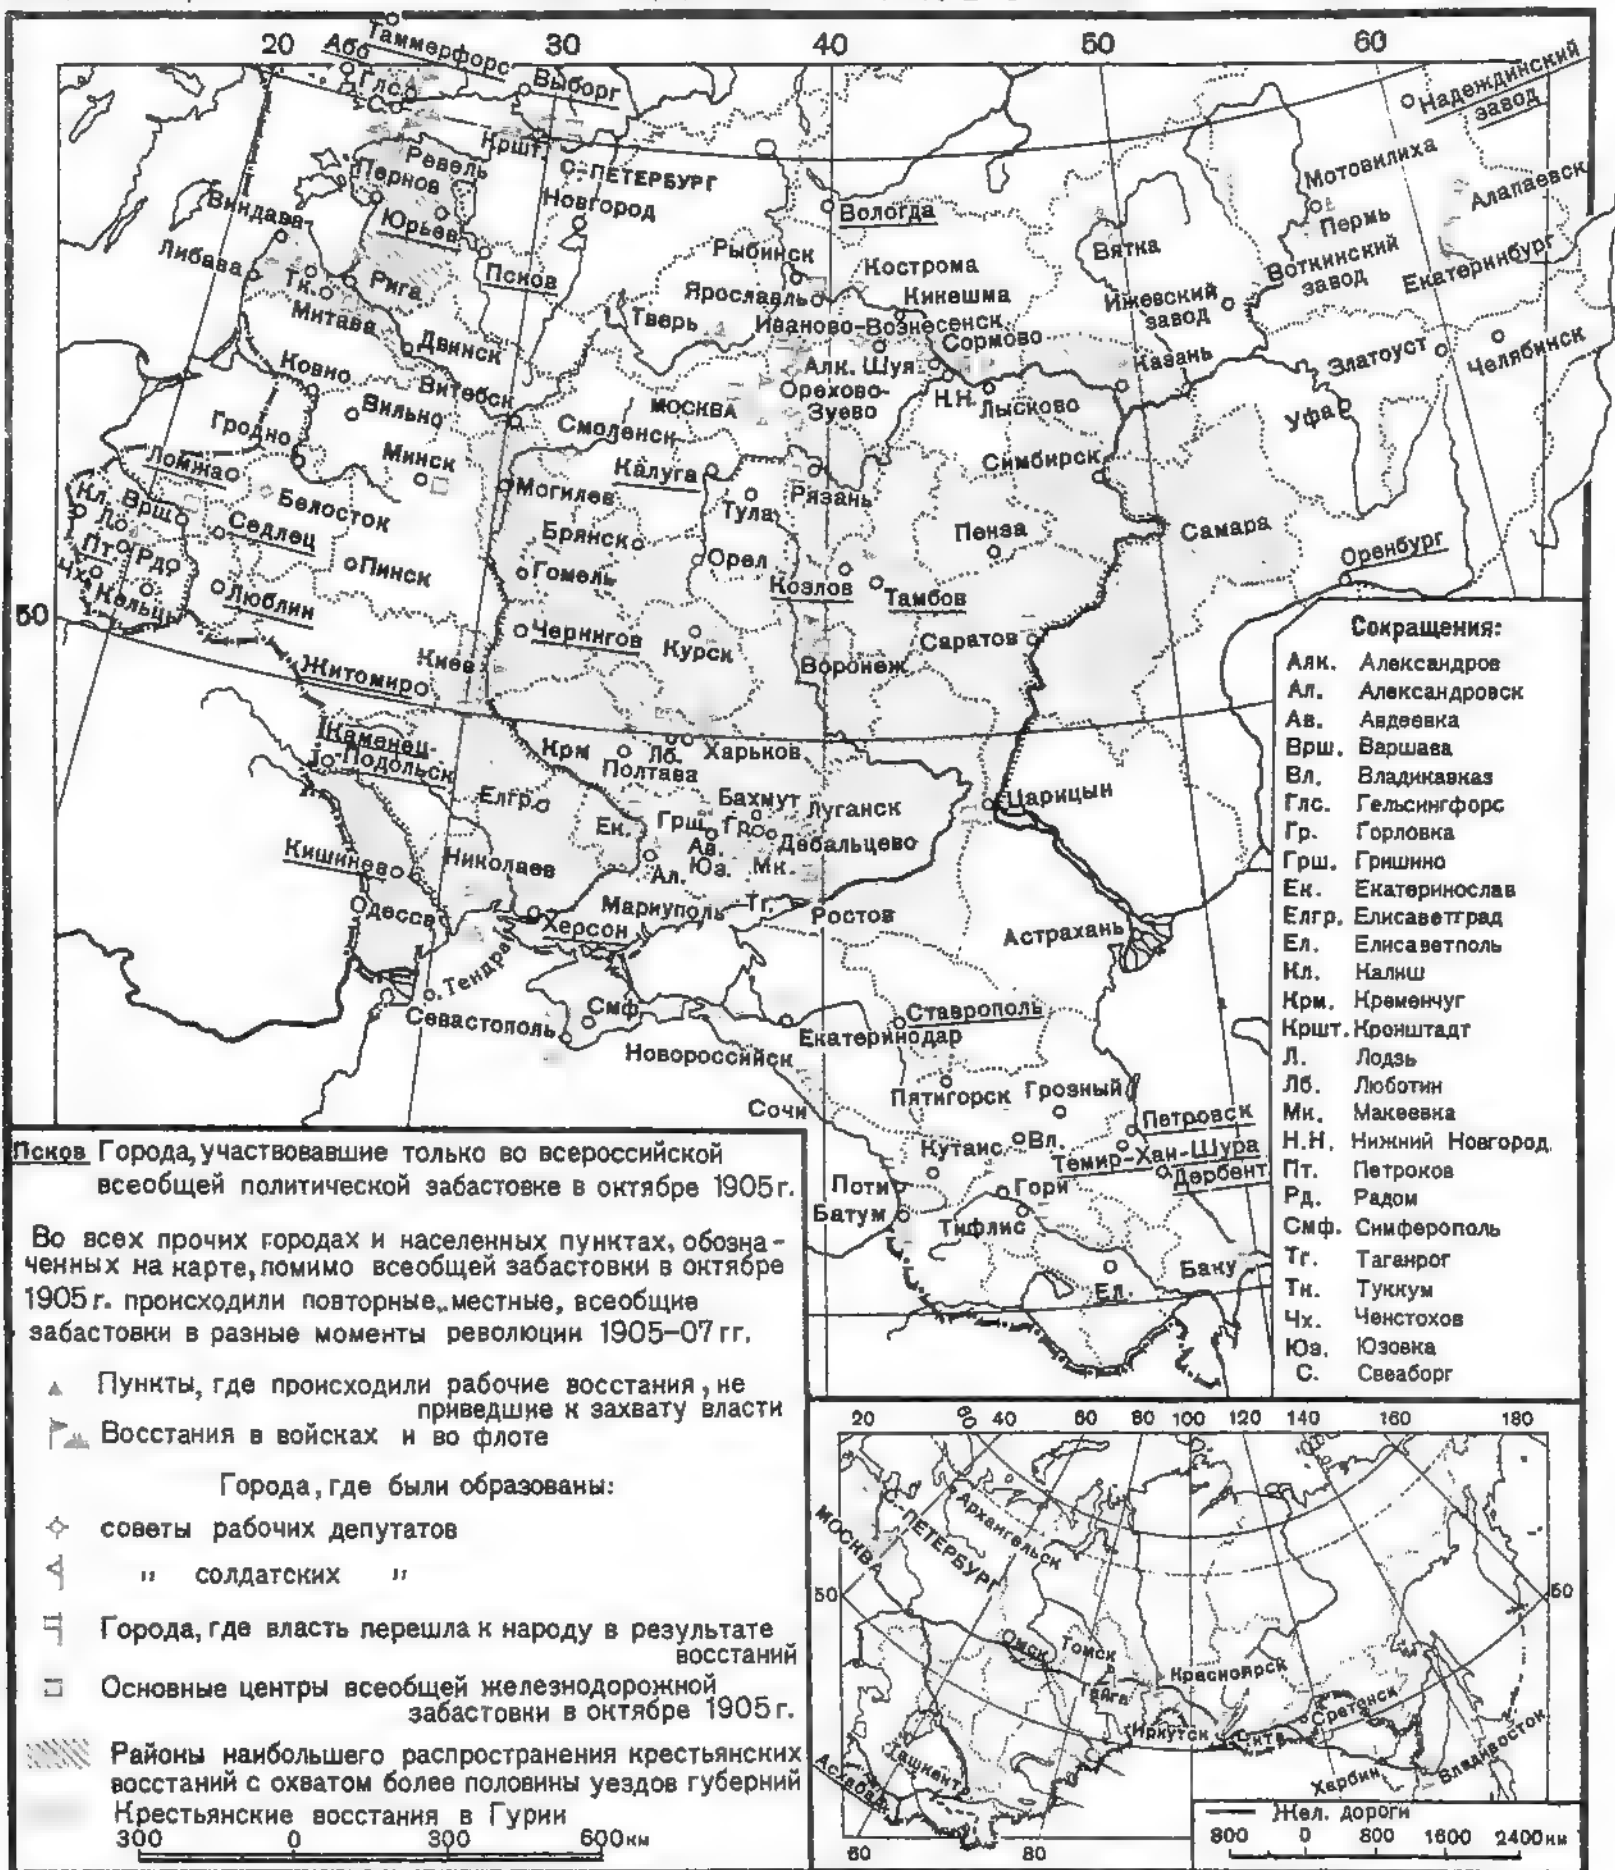 20 30 40 50 60
Таммерфорс
Або
Глс.
С.
Выборг
Кршт.
С.-ПЕТЕРБУРГ
Надеждинский
завод
Ревель
Пернов
Юрьев
Новгород
Вологда
Мотовилиха
Пермь
Алапаевск
Виндава
Либава
Тк.
Рига
Митава
Псков
Рыбинск
Ярославль
Кострома
Кинешма
Вятка
Воткинский
завод
Екатеринбург
Ижевский
завод
Тверь
Иваново-Вознесенск
Сормово
Двинск
Ковно
Витебск
Вильно
Алк. Шуя
Орехово-
Зуево
Н.Н.
Лысково
Казань
Златоуст
Челябинск
МОСКВА
Смоленск
Уфа
Гродно
Минск
Ломжа
Калуга
Рязань
Симбирск
Кл.
Врш.
Белосток
Могилев
Тула
Л.
Седлец
Брянск
Пенза
Самара
Пт.
Рд.
Пинск
Гомель
Орел
Козлов
Тамбов
Оренбург
Чх.
Кельцы
Люблин
50
Чернигов
Курск
Саратов
Воронеж
Киев
Житомир
Каменец-
Подольск
Крм
Лб.
Харьков
Полтава
Елгр.
Бахмут
Луганск
Царицын
Ек.
Грш.
Гр.
Дебальцево
Ав.
Юз.
Мк.
Кишинев
Николаев
Ал.
Мариуполь
Тг.
Ростов
Одесса
Херсон
Астрахань
Тендра
Смф.
Севастополь
Ставрополь
Екатеринодар
Новороссийск
Пятигорск
Грозный
Сочи
Петровск
Кутаис
Вл.
Темир-Хан-Шура
Дербент
Поти
Гори
Батум
Тифлис
Ел.
Баку
Сокращения:
Алк. Александров
Ал. Александровск
Ав. Авдеевка
Врш. Варшава
Вл. Владикавказ
Глс. Гельсингфорс
Гр. Горловка
Грш. Гришино
Ек. Екатеринослав
Елгр. Елисаветград
Ел. Елисаветполь
Кл. Калиш
Крм. Кременчуг
Кршт. Кронштадт
Л. Лодзь
Лб. Люботин
Мк. Макеевка
Н.Н. Нижний Новгород.
Пт. Петроков
Рд. Радом
Смф. Симферополь
Тг. Таганрог
Тк. Туккум
Чх. Ченстохов
Юз. Юзовка
С. Свеаборг
Псков Города, участвовавшие только во всероссийской
всеобщей политической забастовке в октябре 1905г.
Во всех прочих городах и населенных пунктах, обозна-
ченных на карте, помимо всеобщей забастовки в октябре
1905г. происходили повторные, местные, всеобщие
забастовки в разные моменты революции 1905-07гг.
Пункты, где происходили рабочие восстания, не
приведшие к захвату власти
Восстания в войсках и во флоте
Города, где были образованы:
советы рабочих депутатов
" солдатских "
Города, где власть перешла к народу в результате
восстаний
Основные центры всеобщей железнодорожной
забастовки в октябре 1905г.
Районы наибольшего распространения крестьянских
восстаний с охватом более половины уездов губерний
Крестьянские восстания в Гурии
300 0 300 600км
20 60 40 60 80 100 120 140 160 180
С.-ПЕТЕРБУРГ
МОСКВА
Архангельск
50 50
Омск
Томск
Тайга
Красноярск
Иркутск
Чита
Сретенск
Харбин
Владивосток
Ташкент
Асхабад
60 80
Жел. дороги
800 0 800 1600 2400км